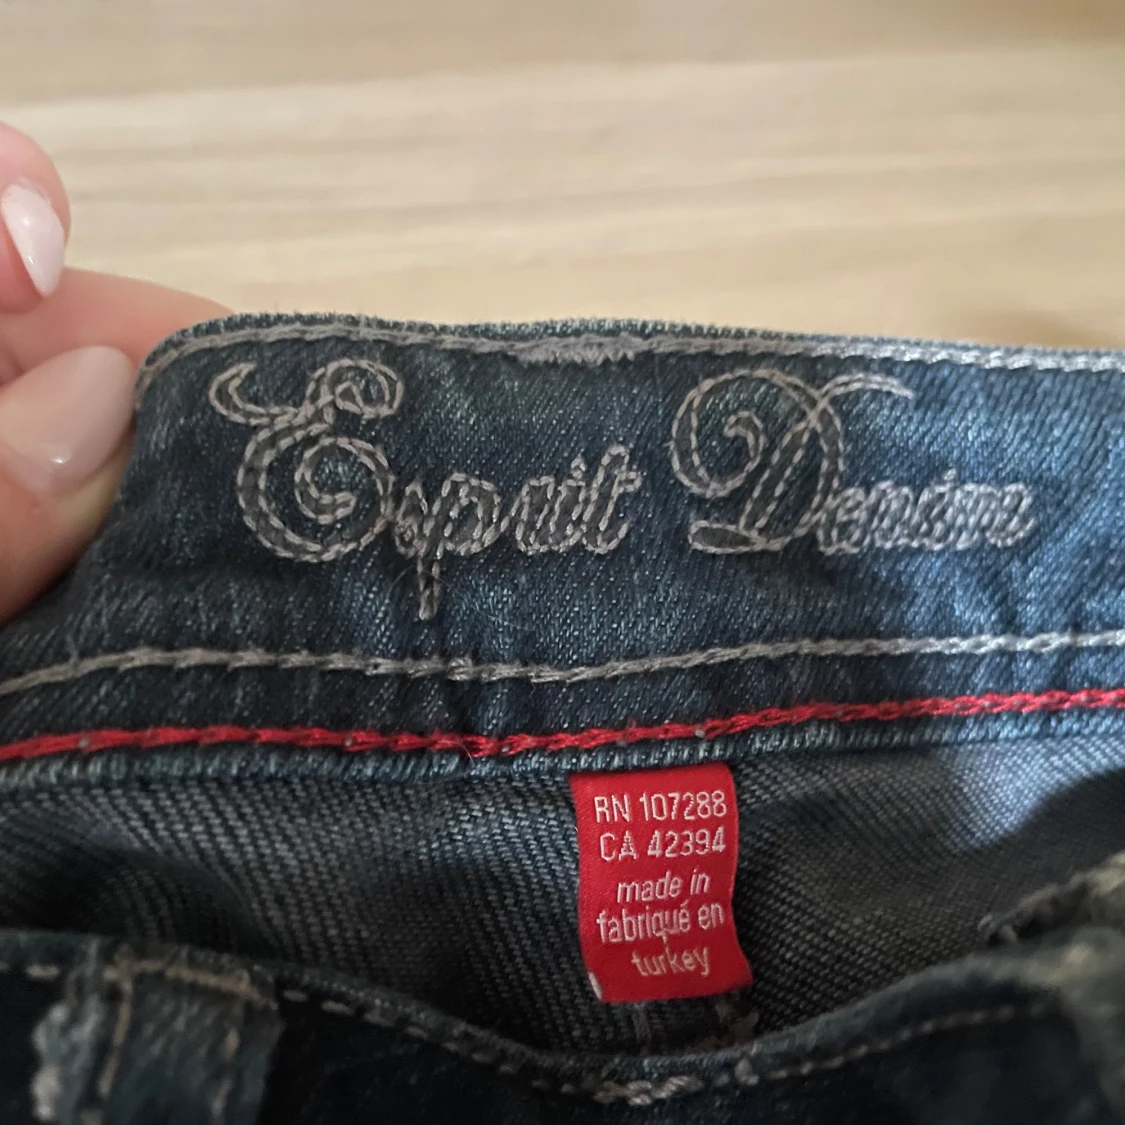 Esprit Denim
RN 107288
CA 42394
made in
fabriqué en
turkey